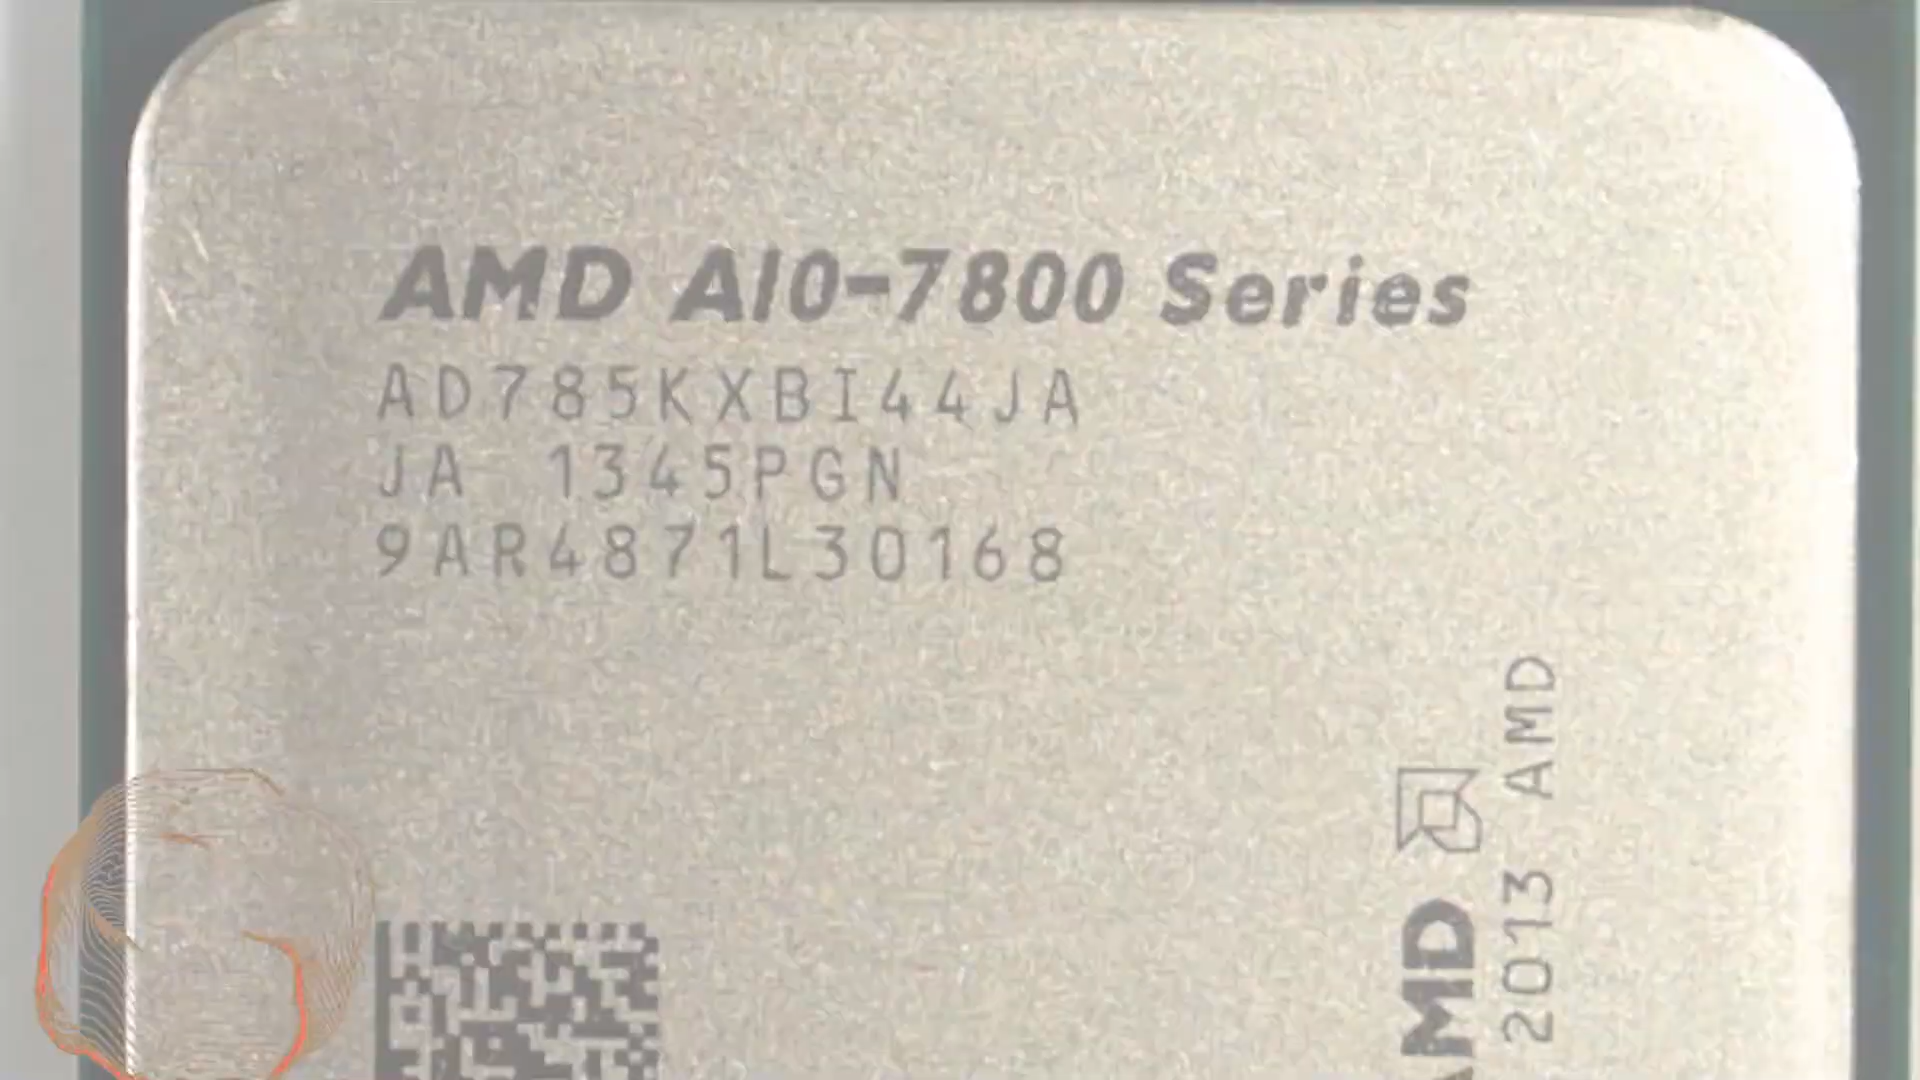 AMD A10-7800 Series
AD785KXBI44JA
JA 1345PGN
9AR4871L30168
AMD
2013 AMD